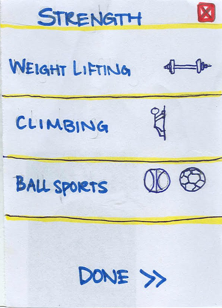 STRENGTH
WEIGHT LIFTING
CLIMBING
BALL SPORTS
DONE >>